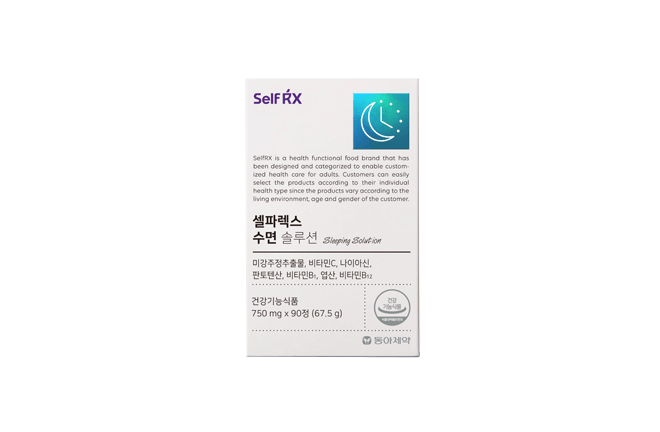 SelfRX
SelfRX is a health functional food brand that has
been designed and categorized to enable custom-
ized health care for adults. Customers can easily
select the products according to their individual
health type since the products vary according to the
living environment, age and gender of the customer.
셀파렉스
수면 솔루션 Sleeping Solution
미강주정추출물, 비타민C, 나이아신,
판토텐산, 비타민B₁, 엽산, 비타민B₁₂
건강기능식품
750 mg x 90정 (67.5 g)
건강
기능식품
동아제약